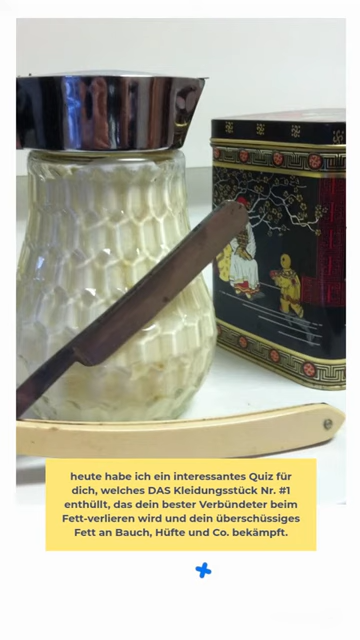 heute habe ich ein interessantes Quiz für
dich, welches DAS Kleidungsstück Nr. #1
enthüllt, das dein bester Verbündeter beim
Fett-verlieren wird und dein überschüssiges
Fett an Bauch, Hüfte und Co. bekämpft.